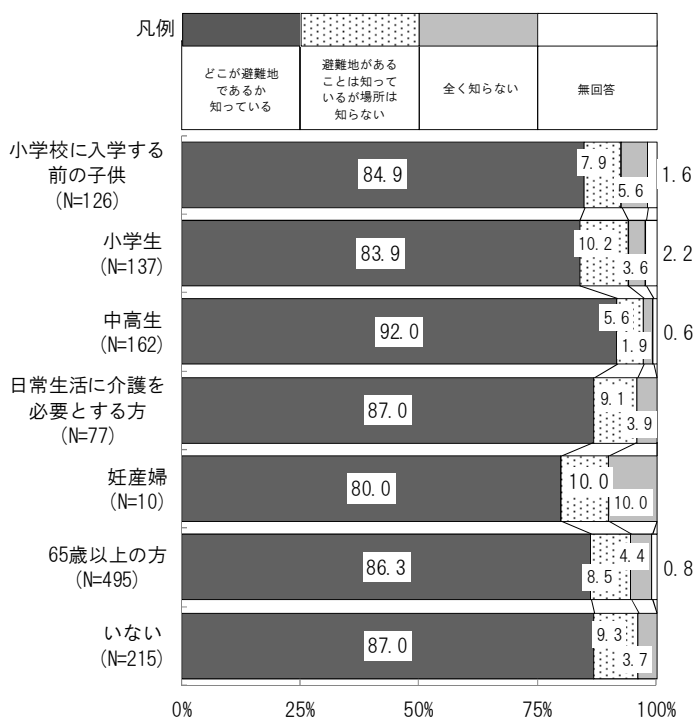 凡例
どこが避難地
であるか
知っている
避難地がある
ことは知って
いるが場所は
知らない
全く知らない
無回答
小学校に入学する
前の子供
(N=126)
84.9
7.9
5.6
1.6
小学生
(N=137)
83.9
10.2
3.6
2.2
中高生
(N=162)
92.0
5.6
1.9
0.6
日常生活に介護を
必要とする方
(N=77)
87.0
9.1
3.9
妊産婦
(N=10)
80.0
10.0
10.0
65歳以上の方
(N=495)
86.3
8.5
4.4
0.8
いない
(N=215)
87.0
9.3
3.7
0% 25% 50% 75% 100%